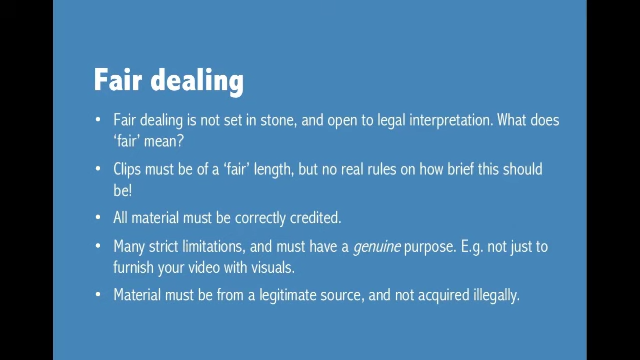 Fair dealing
• Fair dealing is not set in stone, and open to legal interpretation. What does
‘fair’ mean?
• Clips must be of a ‘fair’ length, but no real rules on how brief this should
be!
• All material must be correctly credited.
• Many strict limitations, and must have a genuine purpose. E.g. not just to
furnish your video with visuals.
• Material must be from a legitimate source, and not acquired illegally.